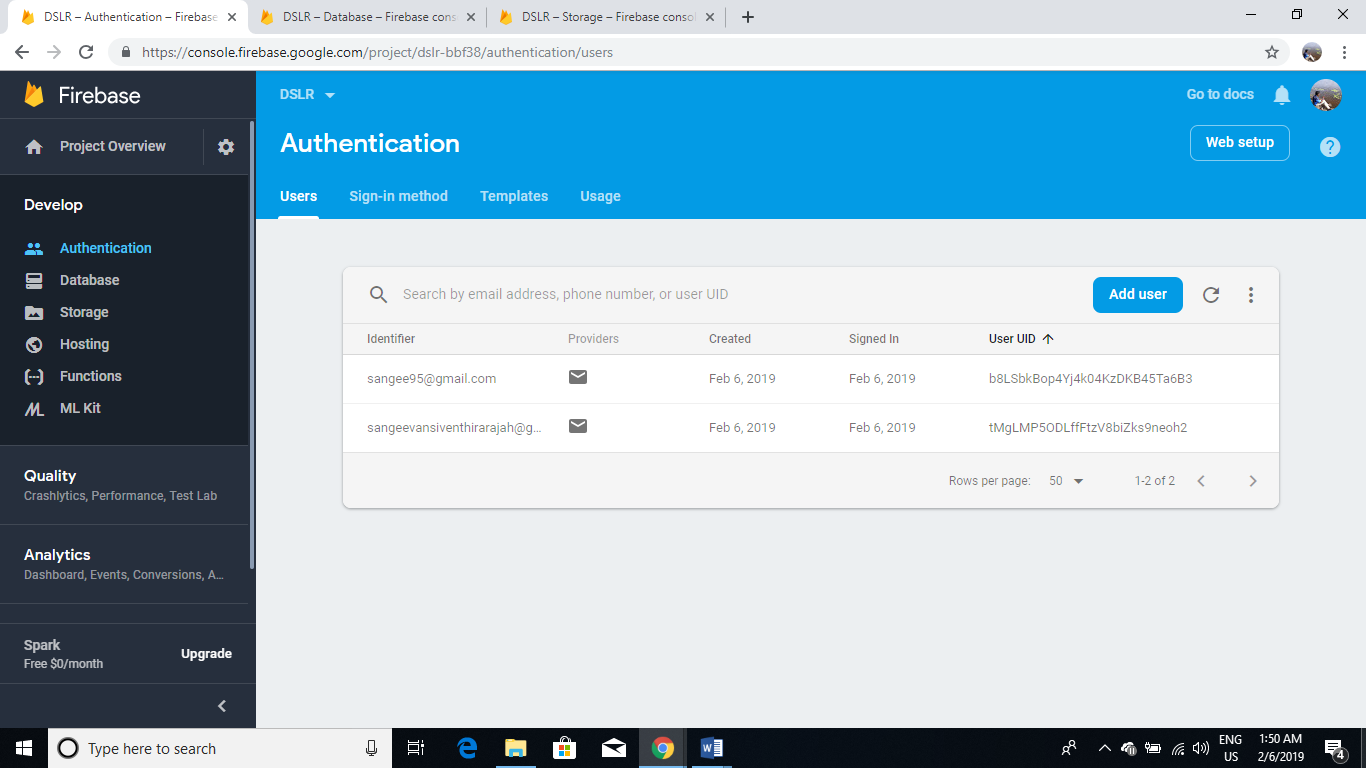 DSLR – Authentication – Firebase
DSLR – Database – Firebase cons
DSLR – Storage – Firebase consol
https://console.firebase.google.com/project/dslr-bbf38/authentication/users
Firebase
DSLR
Go to docs
Project Overview
Authentication
Web setup
Users Sign-in method Templates Usage
Develop
Authentication
Database
Storage
Hosting
Functions
ML Kit
Quality
Crashlytics, Performance, Test Lab
Analytics
Dashboard, Events, Conversions, A...
Spark
Free $0/month
Upgrade
Search by email address, phone number, or user UID
Add user
Identifier Providers Created Signed In User UID
sangee95@gmail.com Feb 6, 2019 Feb 6, 2019 b8LSbkBop4Yj4k04KzDKB45Ta6B3
sangeevansiventhirarajah@g... Feb 6, 2019 Feb 6, 2019 tMgLMP5ODLffFtzV8biZks9neoh2
Rows per page: 50 1-2 of 2
Type here to search
ENG
US
1:50 AM
2/6/2019
4